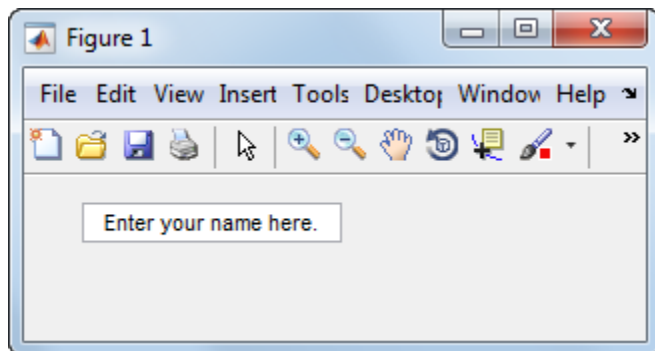 Figure 1
File Edit View Insert Tools Desktop Window Help
Enter your name here.